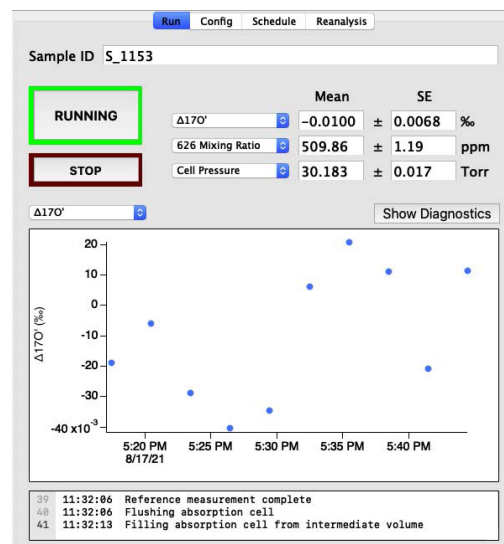 Run Config Schedule Reanalysis
Sample ID S_1153
Mean SE
RUNNING
Δ17O' -0.0100 ± 0.0068 ‰
626 Mixing Ratio 509.86 ± 1.19 ppm
STOP
Cell Pressure 30.183 ± 0.017 Torr
Δ17O' Show Diagnostics
Δ17O' (‰)
20
10
0
-10
-20
-30
-40 x10-3
5:20 PM 5:25 PM 5:30 PM 5:35 PM 5:40 PM
8/17/21
39 11:32:06 Reference measurement complete
40 11:32:06 Flushing absorption cell
41 11:32:13 Filling absorption cell from intermediate volume